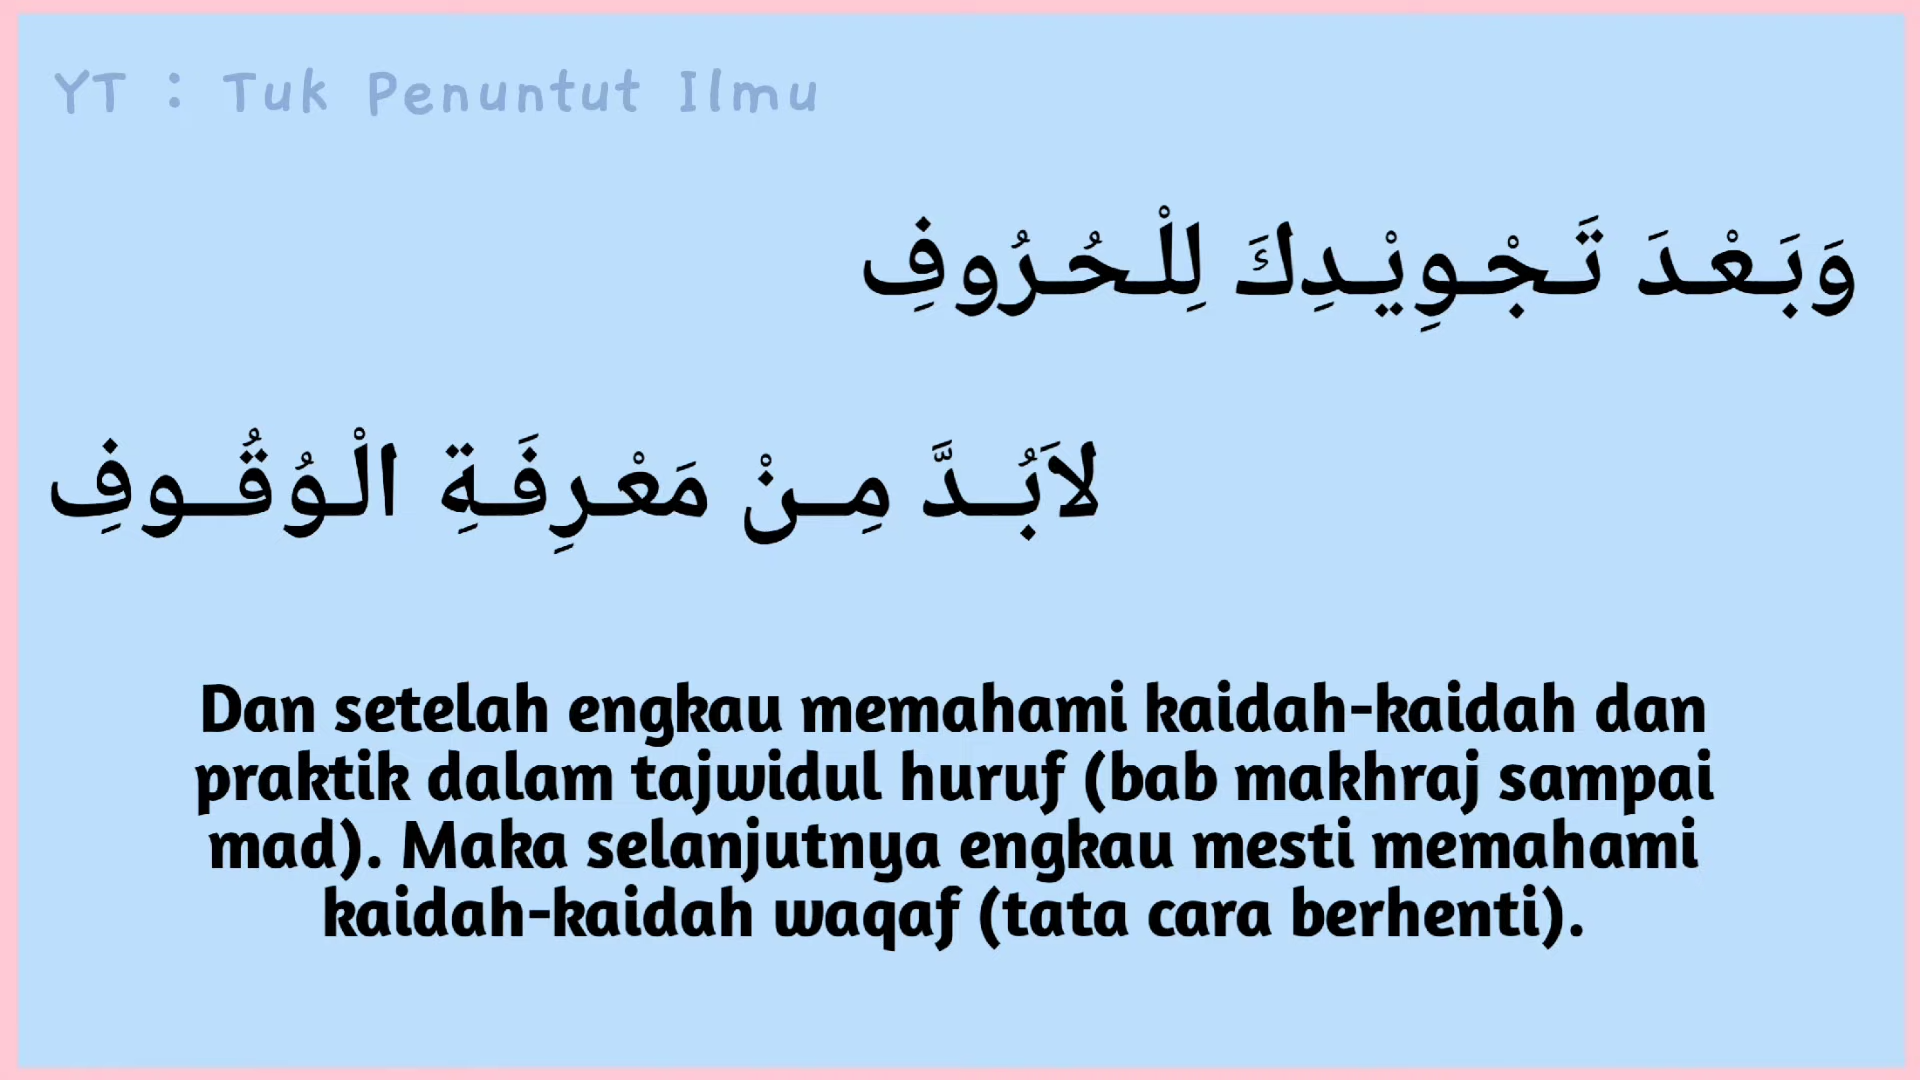 YT : Tuk Penuntut Ilmu
وَبَعْدَ تَجْوِيْدِكَ لِلْحُرُوفِ
لاَبُدَّ مِنْ مَعْرِفَةِ الْوُقُوفِ
Dan setelah engkau memahami kaidah-kaidah dan
praktik dalam tajwidul huruf (bab makhraj sampai
mad). Maka selanjutnya engkau mesti memahami
kaidah-kaidah waqaf (tata cara berhenti).